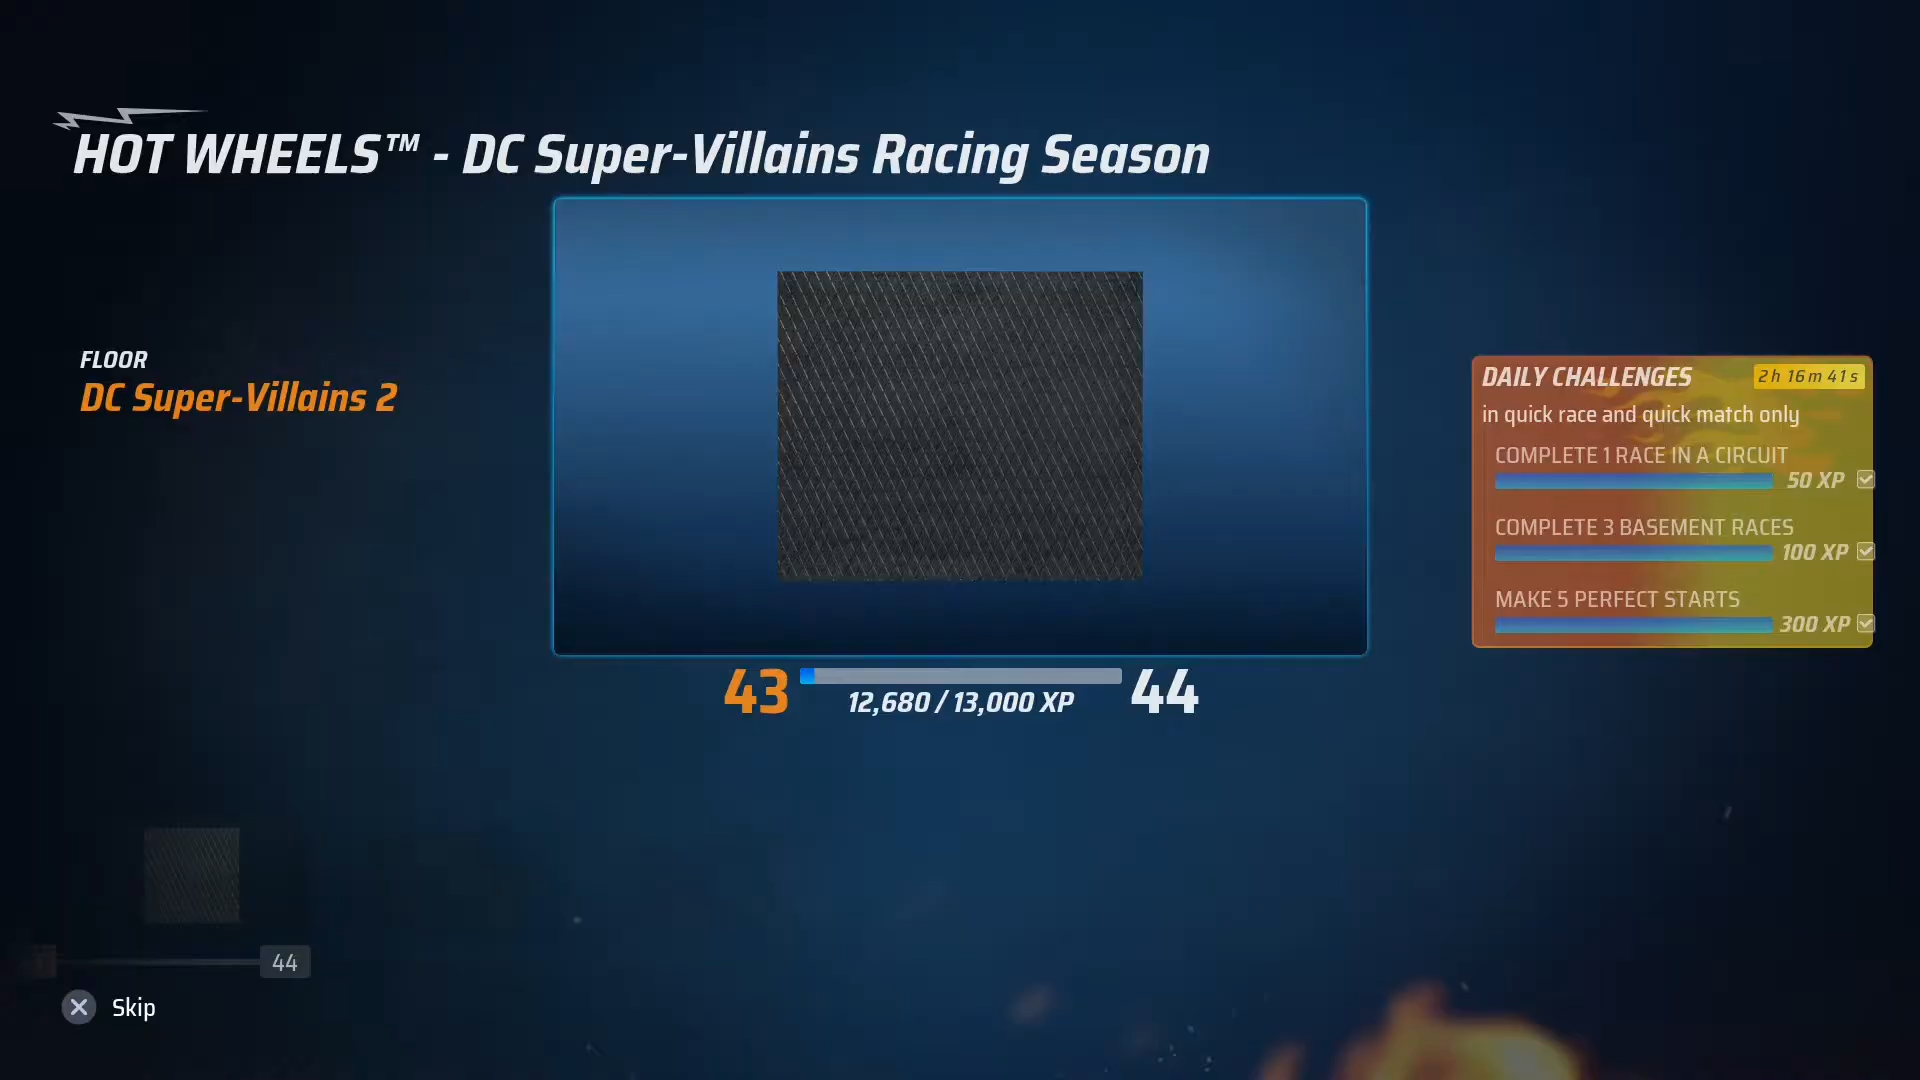 HOT WHEELS™ - DC Super-Villains Racing Season
FLOOR
DC Super-Villains 2
DAILY CHALLENGES
2h 16m 41s
in quick race and quick match only
COMPLETE 1 RACE IN A CIRCUIT
50 XP
COMPLETE 3 BASEMENT RACES
100 XP
MAKE 5 PERFECT STARTS
300 XP
43
12,680 / 13,000 XP
44
44
Skip